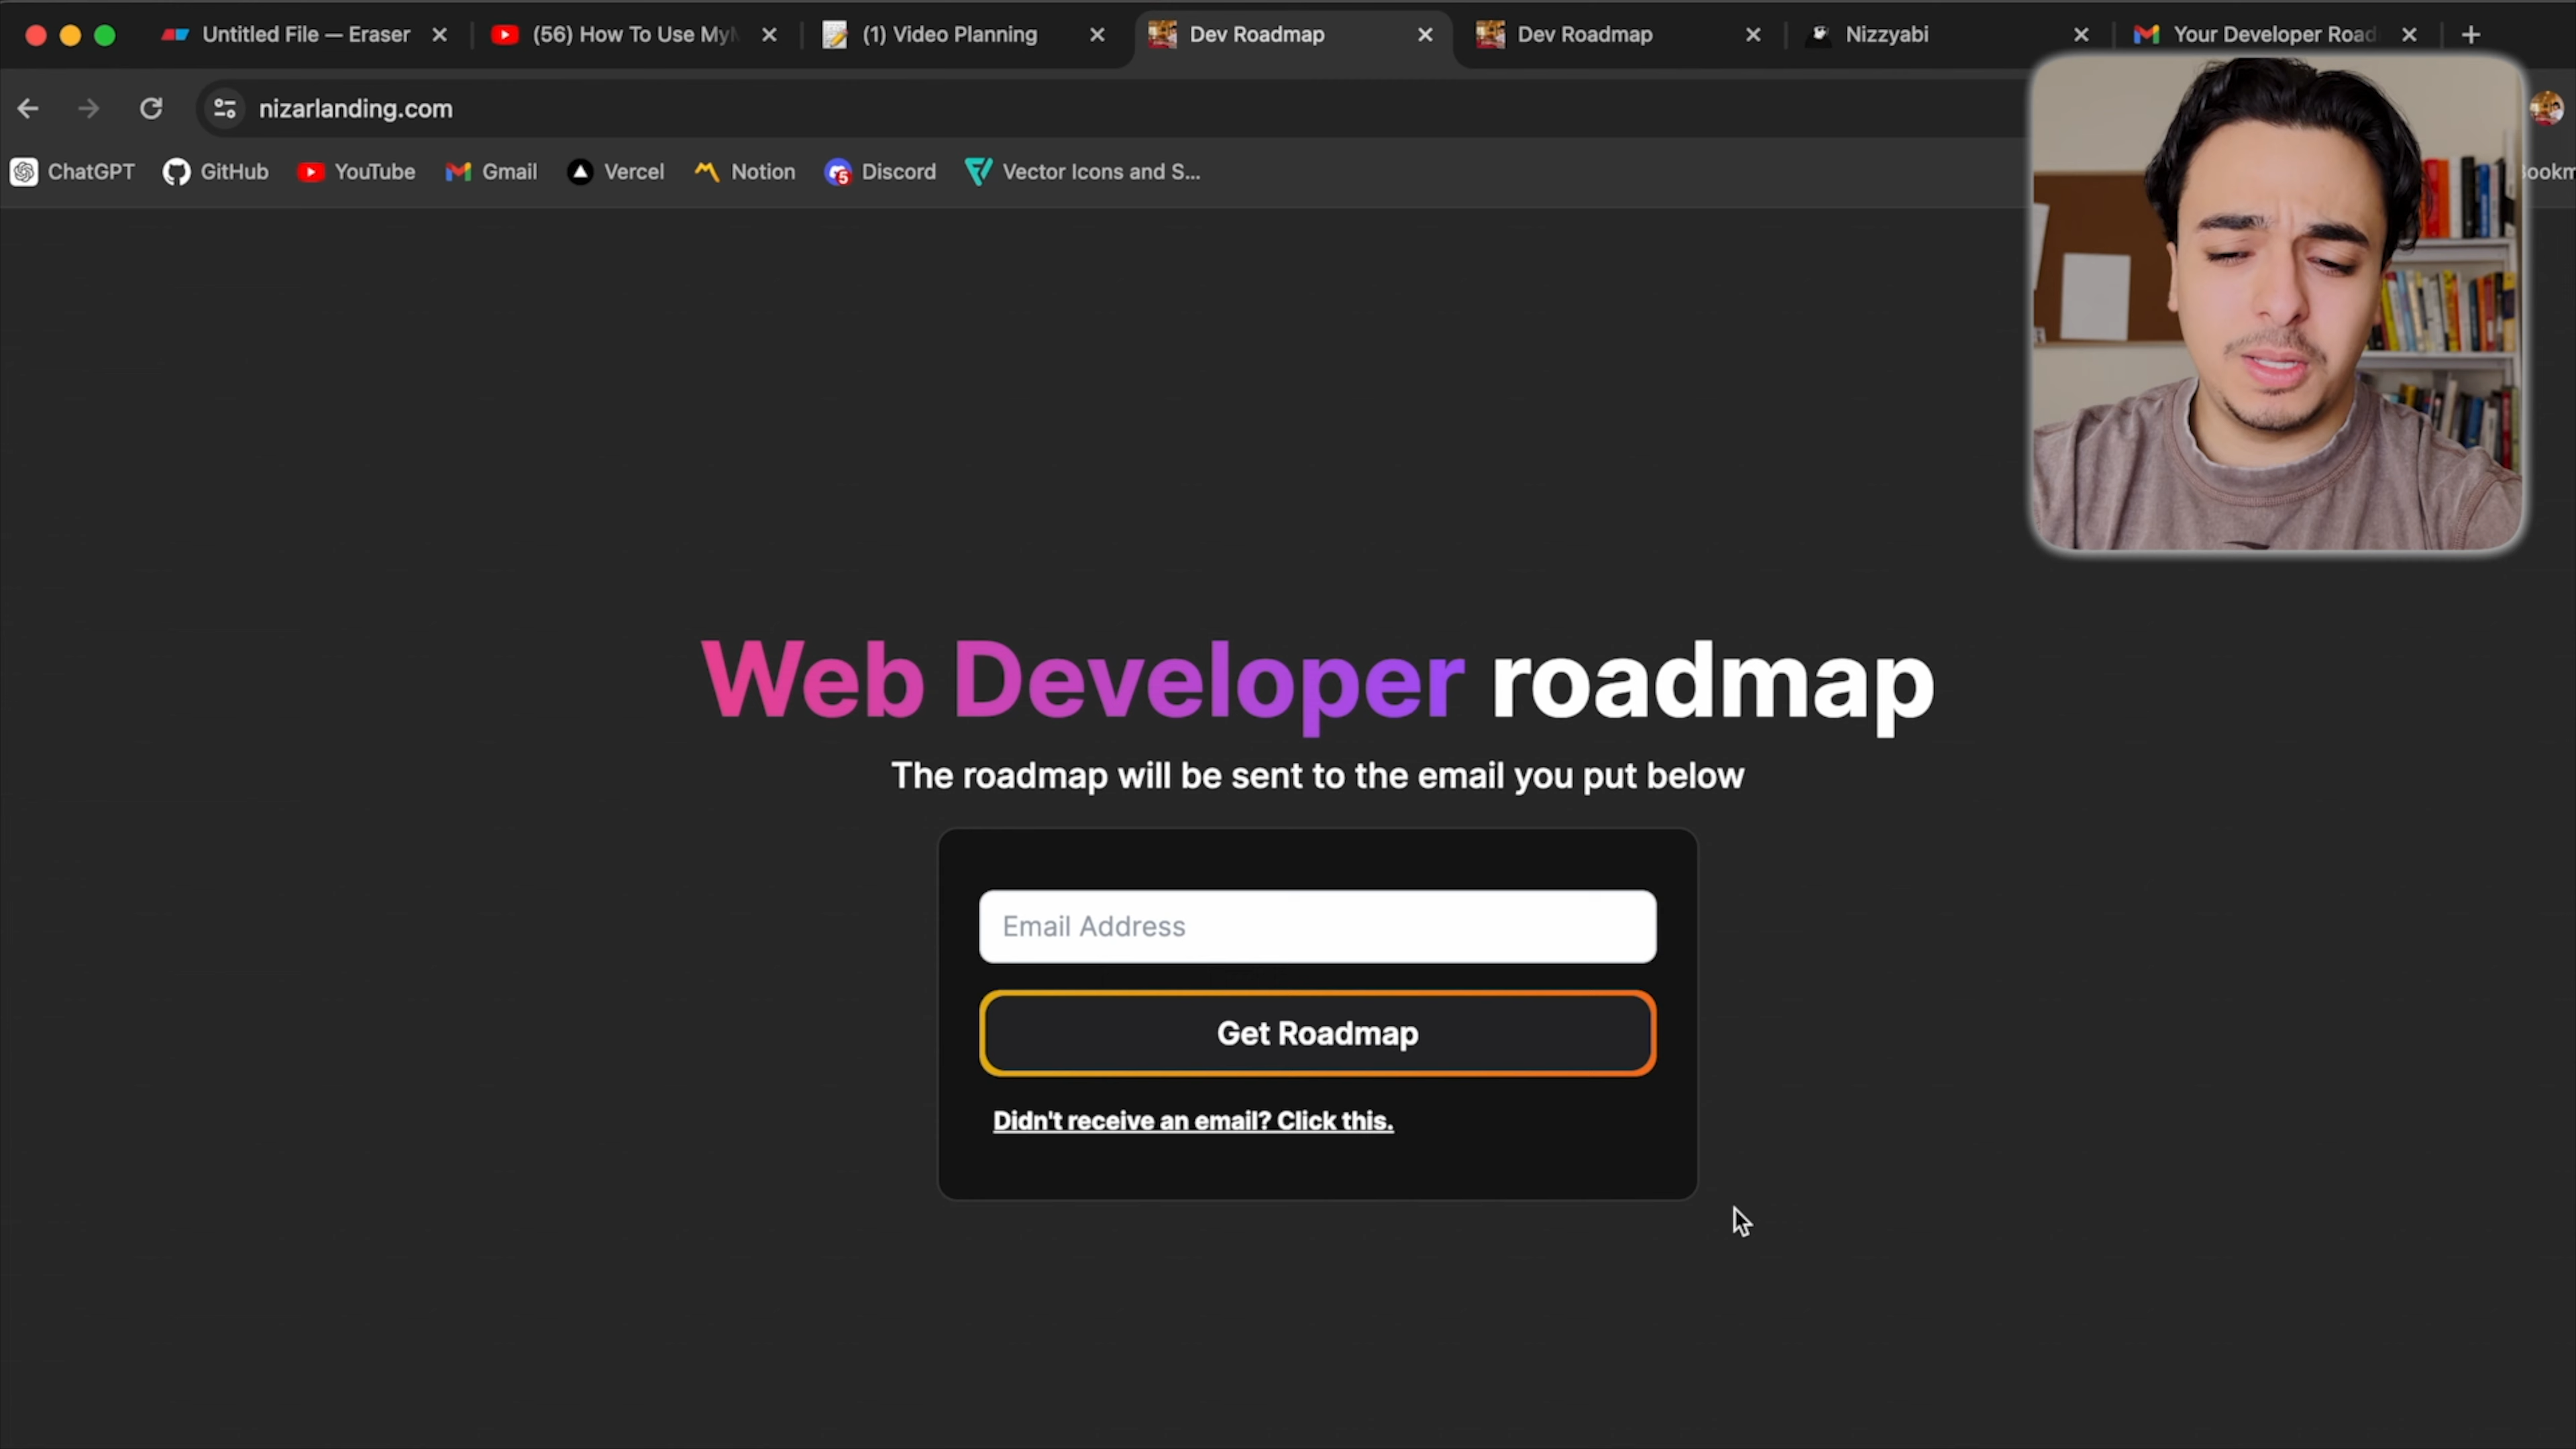 Untitled File — Eraser
(56) How To Use My
(1) Video Planning
Dev Roadmap
Dev Roadmap
Nizzyabi
Your Developer Road
nizarlanding.com
ChatGPT
GitHub
YouTube
Gmail
Vercel
Notion
5
Discord
Vector Icons and S...
Bookm
Web Developer roadmap
The roadmap will be sent to the email you put below
Email Address
Get Roadmap
Didn't receive an email? Click this.